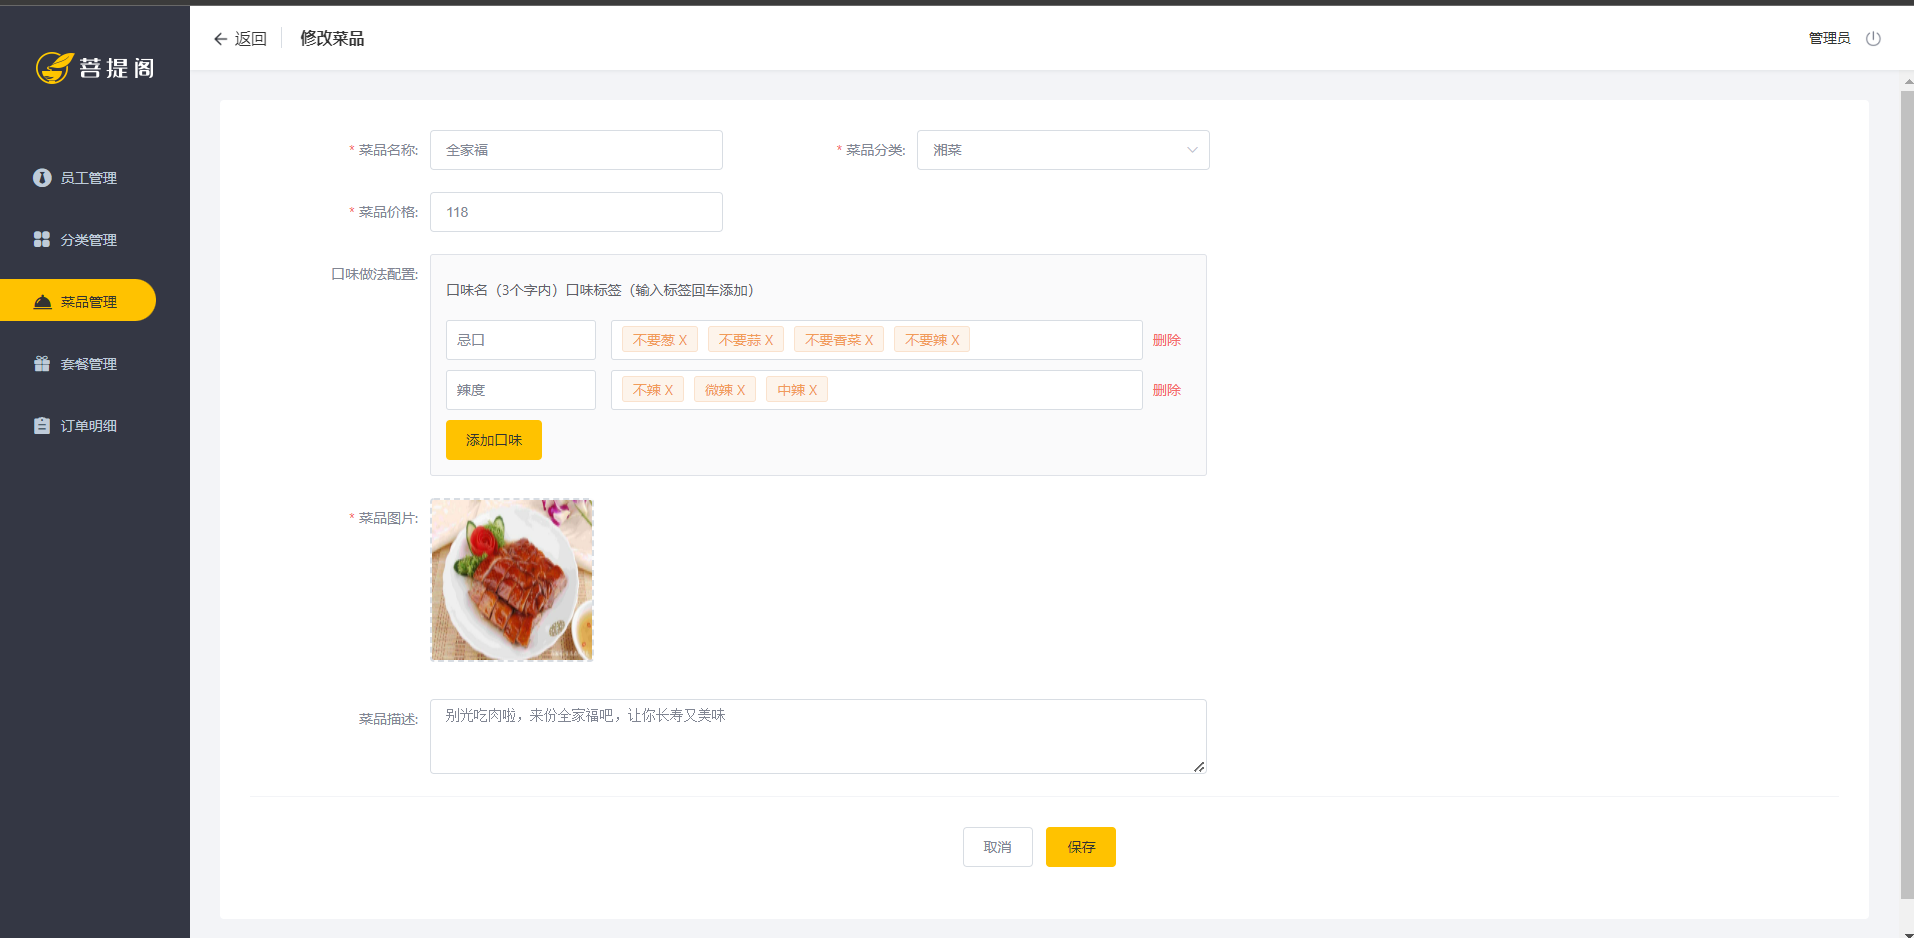 菩提阁
返回 修改菜品 管理员
员工管理
分类管理
菜品管理
套餐管理
订单明细
* 菜品名称: 全家福 * 菜品分类: 湘菜
* 菜品价格: 118
口味做法配置:
口味名（3个字内）口味标签（输入标签回车添加）
忌口 不要葱 X 不要蒜 X 不要香菜 X 不要辣 X 删除
辣度 不辣 X 微辣 X 中辣 X 删除
添加口味
* 菜品图片:
菜品描述: 别光吃肉啦，来份全家福吧，让你长寿又美味
取消 保存